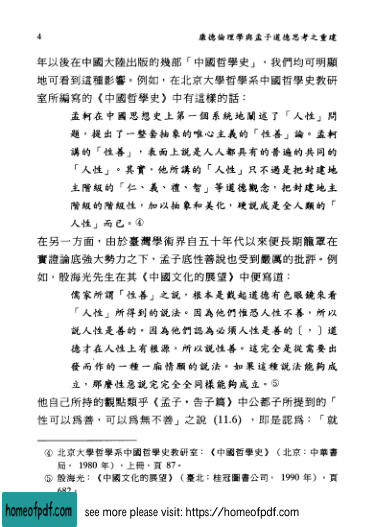 4 康德倫理學與孟子道德思考之重建
年以後在中國大陸出版的幾部「中國哲學史」，我們均可明顯
地可看到這種影響。例如，在北京大學哲學系中國哲學史教研
室所編寫的《中國哲學史》中有這樣的話：
孟軻在中國思想史上第一個系統地闡述了「人性」問
題，提出了一整套抽象的唯心主義的「性善」論。孟軻
講的「性善」，表面上說是人人都具有的普遍的共同的
「人性」。其實，他所講的「人性」只不過是把封建地
主階級的「仁、義、禮、智」等道德觀念，把封建地主
階級的階級性，加以抽象和美化，硬說成是全人類的「
人性」而已。④
在另一方面，由於臺灣學術界自五十年代以來便長期籠罩在
實證論底強大勢力之下，孟子底性善說也受到嚴厲的批評。例
如，殷海光先生在其《中國文化的展望》中便寫道：
儒家所謂「性善」之說，根本是戴起道德有色眼鏡來看
「人性」所得到的說法。因為他們惟恐人性不善，所以
說人性是善的。因為他們認為必須人性是善的〔，〕道
德才在人性上有根源，所以說性善。這完全是從需要出
發而作的一種一廂情願的說法。如果這種說法能夠成
立，那麼性惡說完完全全同樣能夠成立。⑤
他自己所持的觀點類乎《孟子·告子篇》中公都子所提到的「
性可以爲善，可以爲無不善」之說 (11.6) ，即是認爲：「就
④ 北京大學哲學系中國哲學史教研室：《中國哲學史》（北京：中華書
局， 1980 年），上冊，頁 87。
⑤ 殷海光：《中國文化的展望》（臺北：桂冠圖書公司， 1990 年），頁
682。
homeofpdf.com see more please visit: https://homeofpdf.com